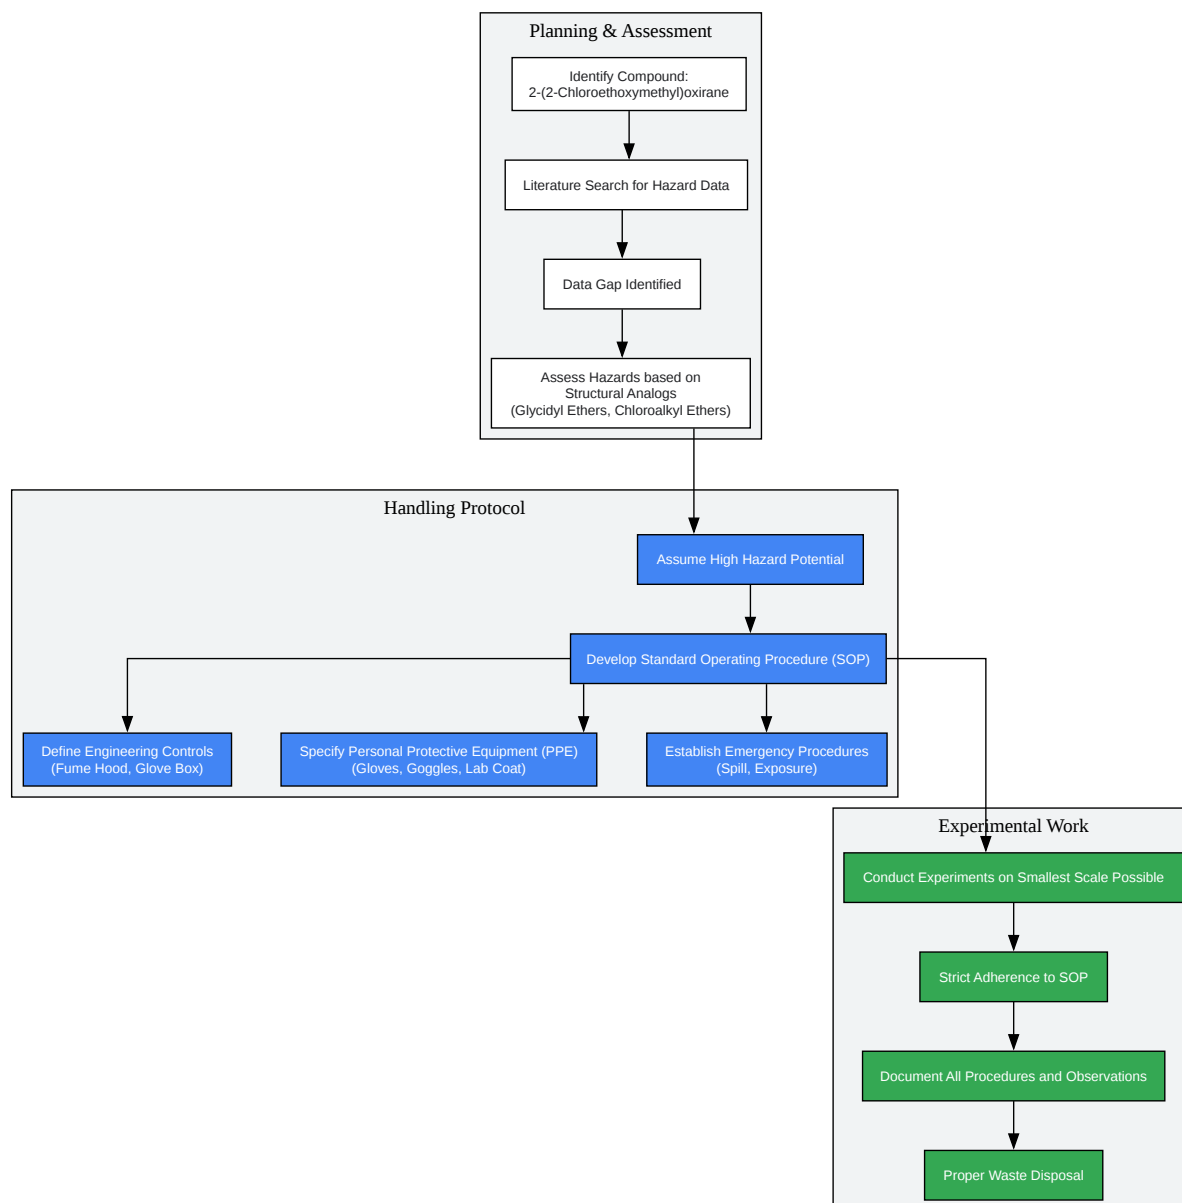 Planning & Assessment
Identify Compound:
2-(2-Chloroethoxymethyl)oxirane
Literature Search for Hazard Data
Data Gap Identified
Assess Hazards based on
Structural Analogs
(Glycidyl Ethers, Chloroalkyl Ethers)
Handling Protocol
Assume High Hazard Potential
Develop Standard Operating Procedure (SOP)
Define Engineering Controls
(Fume Hood, Glove Box)
Specify Personal Protective Equipment (PPE)
(Gloves, Goggles, Lab Coat)
Establish Emergency Procedures
(Spill, Exposure)
Experimental Work
Conduct Experiments on Smallest Scale Possible
Strict Adherence to SOP
Document All Procedures and Observations
Proper Waste Disposal